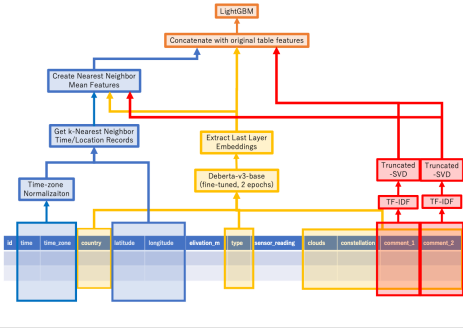 LightGBM
Concatenate with original table features
Create Nearest Neighbor
Mean Features
Get k-Nearest Neighbor
Time/Location Records
Extract Last Layer
Embeddings
Truncated
-SVD
Truncated
-SVD
Time-zone
Normalizaiton
Deberta-v3-base
(fine-tuned, 2 epochs)
TF-IDF
TF-IDF
id time time_zone country latitude longitude elivation_m type sensor_reading clouds constellation comment_1 comment_2